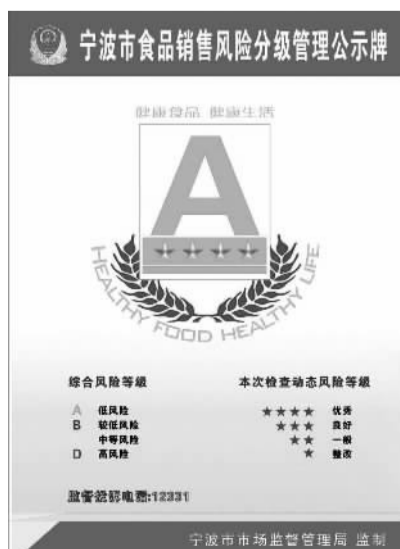 宁波市食品销售风险分级管理公示牌
健康食品 健康生活
A
HEALTHY FOOD HEALTHY LIFE
综合风险等级
A 低风险
B 较低风险
中等风险
D 高风险
本次检查动态风险等级
★★★★ 优秀
★★★ 良好
★★ 一般
★ 整改
监督投诉电话:12331
宁波市市场监督管理局 监制